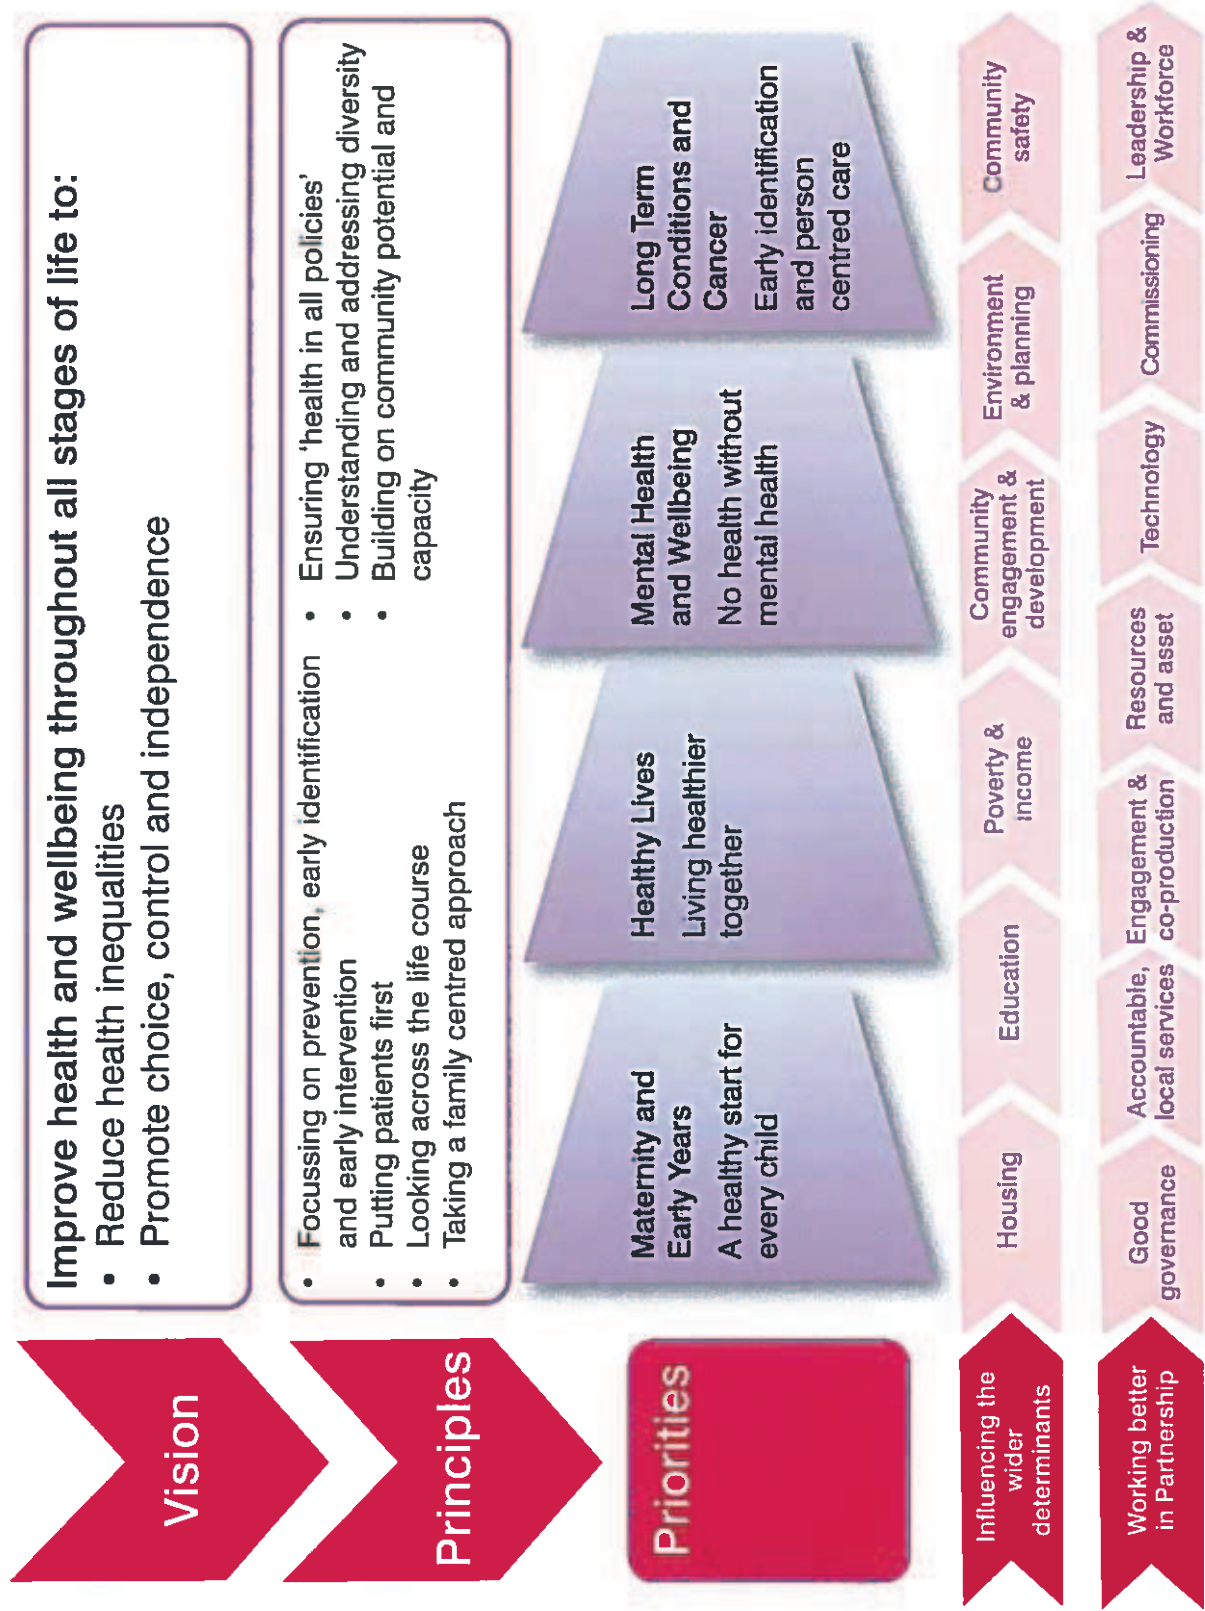 Vision
Improve health and wellbeing throughout all stages of life to:
• Reduce health inequalities
• Promote choice, control and independence
Principles
• Focussing on prevention, early identification
and early intervention
• Putting patients first
• Looking across the life course
• Taking a family centred approach
• Ensuring 'health in all policies'
• Understanding and addressing diversity
• Building on community potential and
capacity
Priorities
Maternity and
Early Years
A healthy start for
every child
Healthy Lives
Living healthier
together
Mental Health
and Wellbeing
No health without
mental health
Long Term
Conditions and
Cancer
Early identification
and person
centred care
Influencing the
wider
determinants
Housing
Education
Poverty &
income
Community
engagement &
development
Environment
& planning
Community
safety
Working better
in Partnership
Good
governance
Accountable,
local services
Engagement &
co-production
Resources
and asset
Technology
Commissioning
Leadership &
Workforce